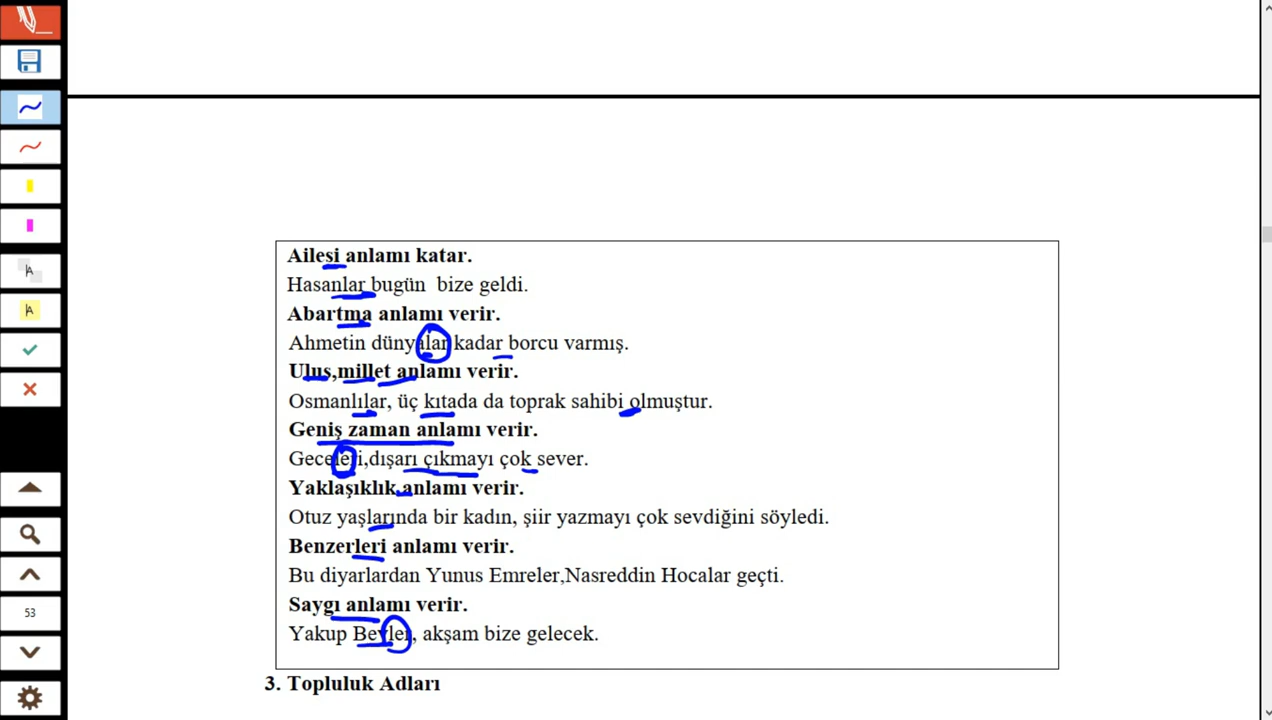 Ailesi anlamı katar.
Hasanlar bugün bize geldi.
Abartma anlamı verir.
Ahmetin dünyalar kadar borcu varmış.
Ulus,millet anlamı verir.
Osmanlılar, üç kıtada da toprak sahibi olmuştur.
Geniş zaman anlamı verir.
Geceleri,dışarı çıkmayı çok sever.
Yaklaşıklık anlamı verir.
Otuz yaşlarında bir kadın, şiir yazmayı çok sevdiğini söyledi.
Benzerleri anlamı verir.
Bu diyarlardan Yunus Emreler,Nasreddin Hocalar geçti.
Saygı anlamı verir.
Yakup Beyler, akşam bize gelecek.
3. Topluluk Adları
A
A
53